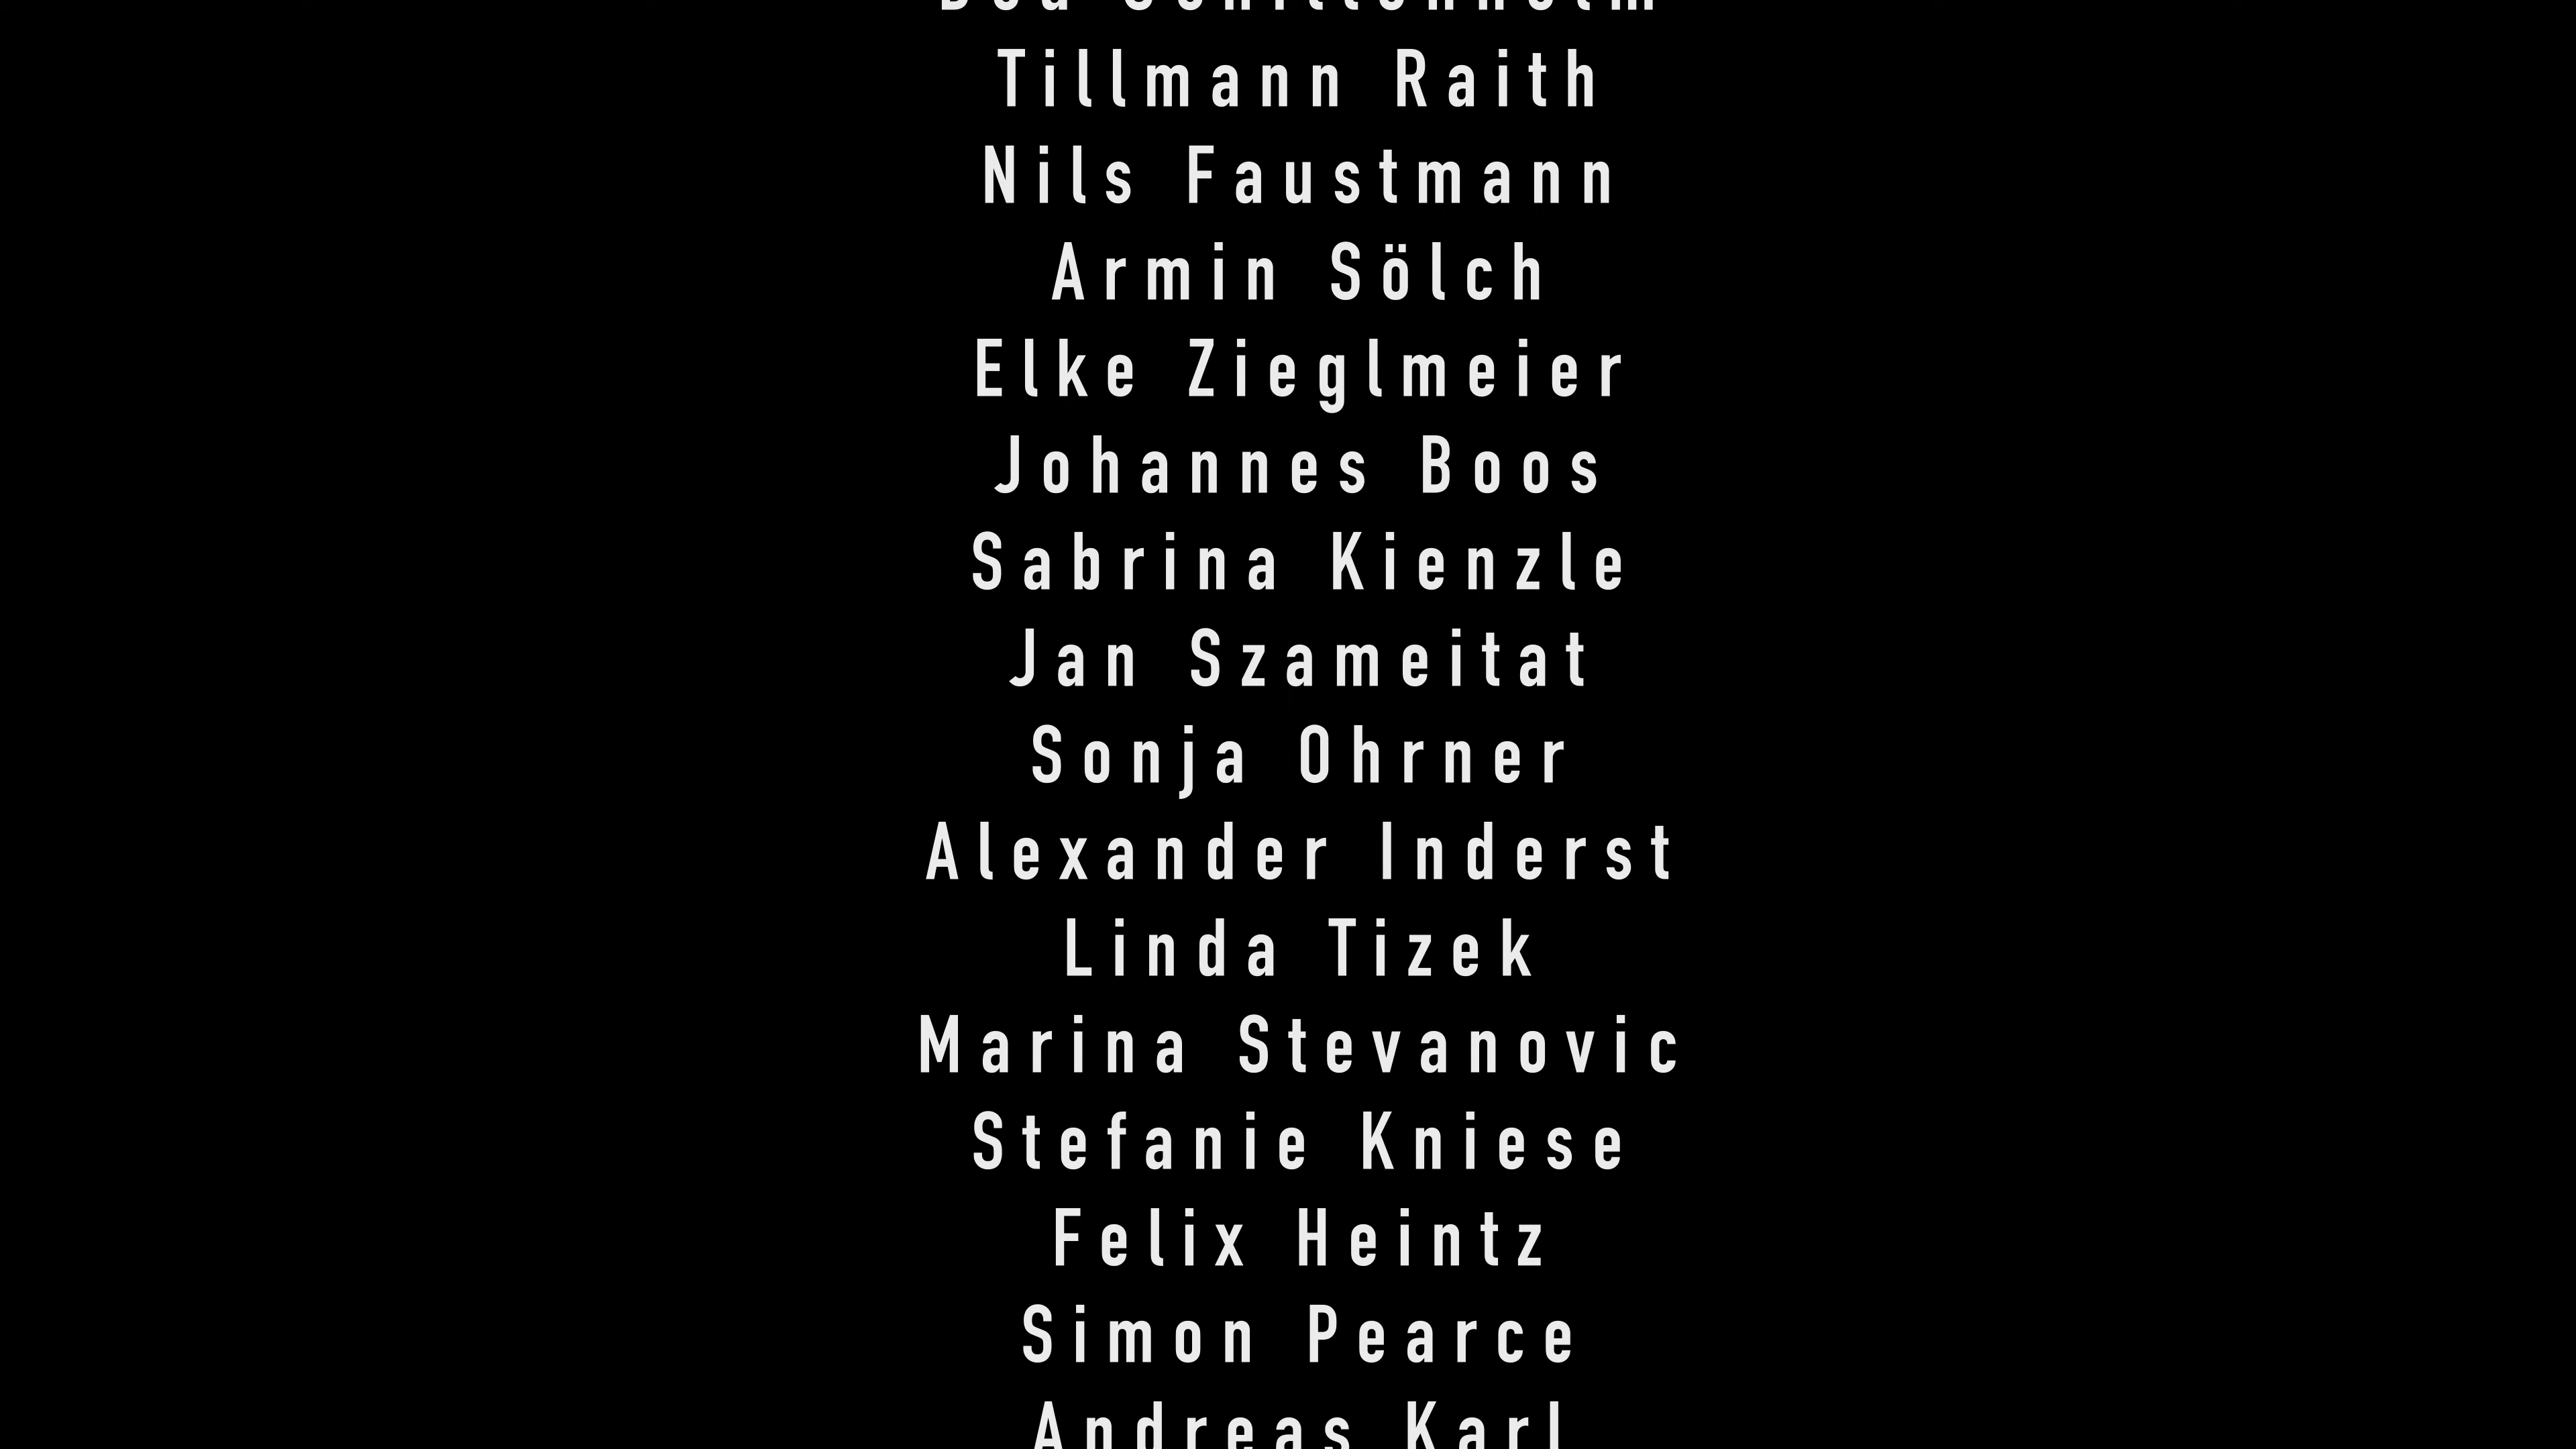 Tillmann Raith
Nils Faustmann
Armin Sölch
Elke Zieglmeier
Johannes Boos
Sabrina Kienzle
Jan Szameitat
Sonja Ohrner
Alexander Inderst
Linda Tizek
Marina Stevanovic
Stefanie Kniese
Felix Heintz
Simon Pearce
Andreas Karl